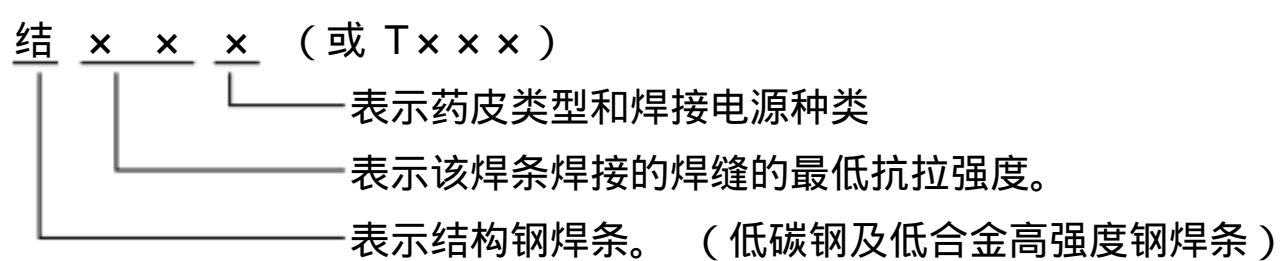 结 × × × （或 T×××）
表示药皮类型和焊接电源种类
表示该焊条焊接的焊缝的最低抗拉强度。
表示结构钢焊条。 （低碳钢及低合金高强度钢焊条）